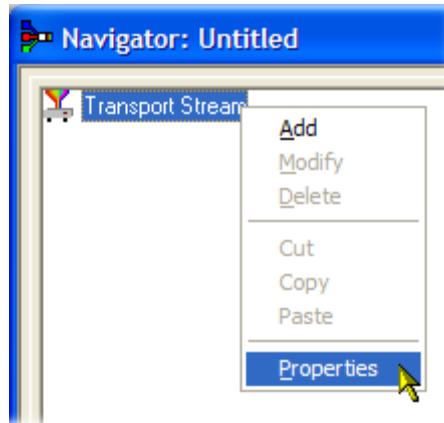 Navigator: Untitled
Transport Stream
Add
Modify
Delete
Cut
Copy
Paste
Properties